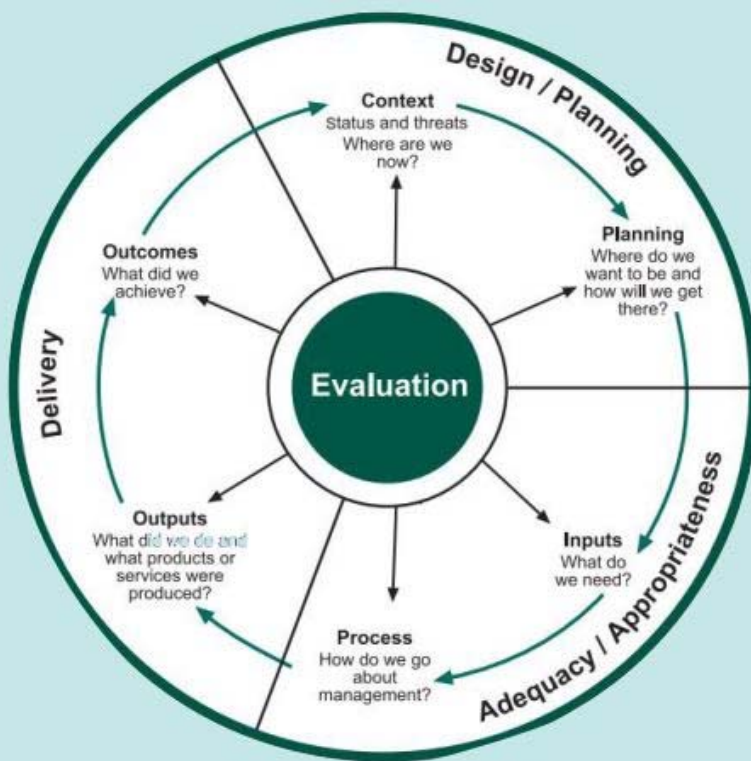 Design / Planning
Context
Status and threats
Where are we
now?
Planning
Where do we
want to be and
how will we get
there?
Outcomes
What did we
achieve?
Delivery
Evaluation
Outputs
What did we do and
what products or
services were
produced?
Inputs
What do
we need?
Process
How do we go
about
management?
Adequacy / Appropriateness